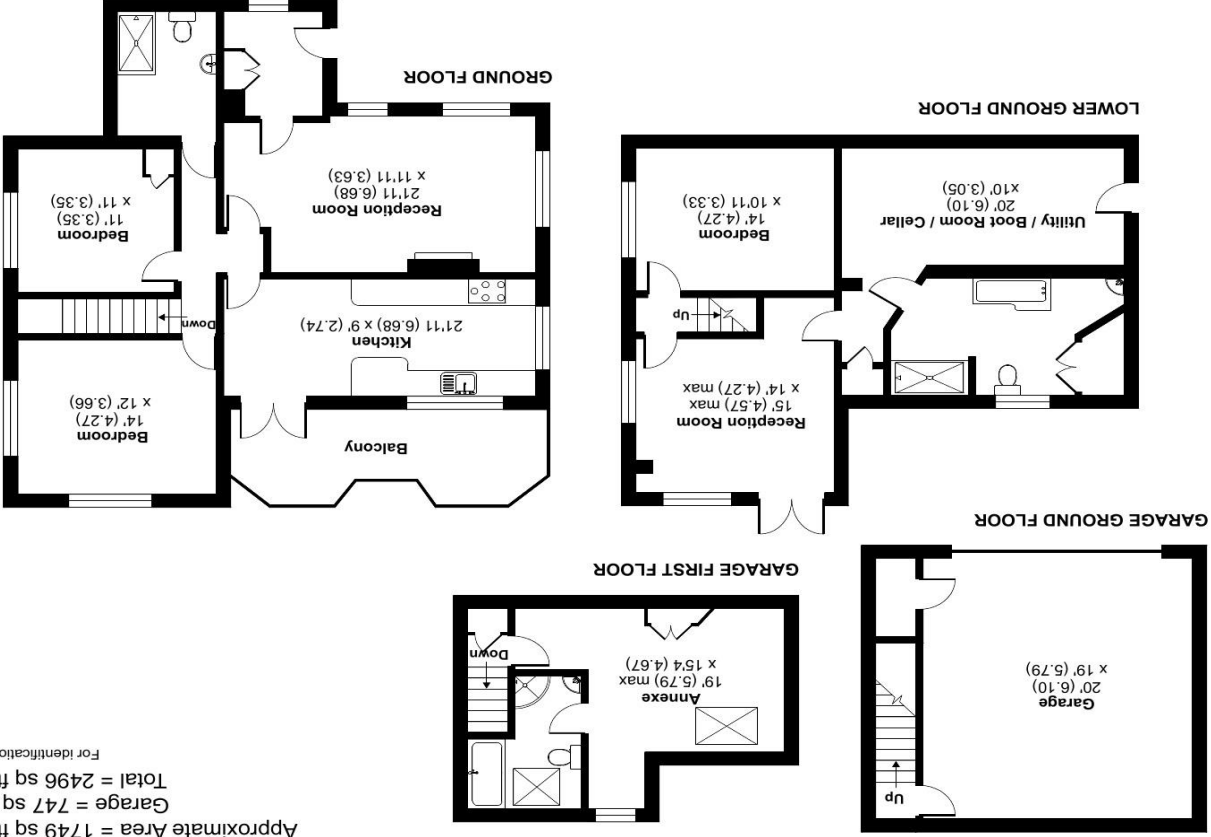 Approximate Area = 1749 sq ft
Garage = 747 sq
Total = 2496 sq ft
For identificatio
Up
Garage
20' (6.10)
x 19' (5.79)
GARAGE GROUND FLOOR
Annexe
19' (5.79) max
x 15'4 (4.67)
Down
GARAGE FIRST FLOOR
Reception Room
15' (4.57) max
x 14' (4.27) max
Up
Bedroom
14' (4.27)
x 10'11 (3.33)
Utility / Boot Room / Cellar
20' (6.10)
x10' (3.05)
LOWER GROUND FLOOR
Balcony
Bedroom
14' (4.27)
x 12' (3.66)
Kitchen
21'11 (6.68) x 9' (2.74)
Down
Reception Room
21'11 (6.68)
x 11'11 (3.63)
Bedroom
11' (3.35)
x 11' (3.35)
GROUND FLOOR